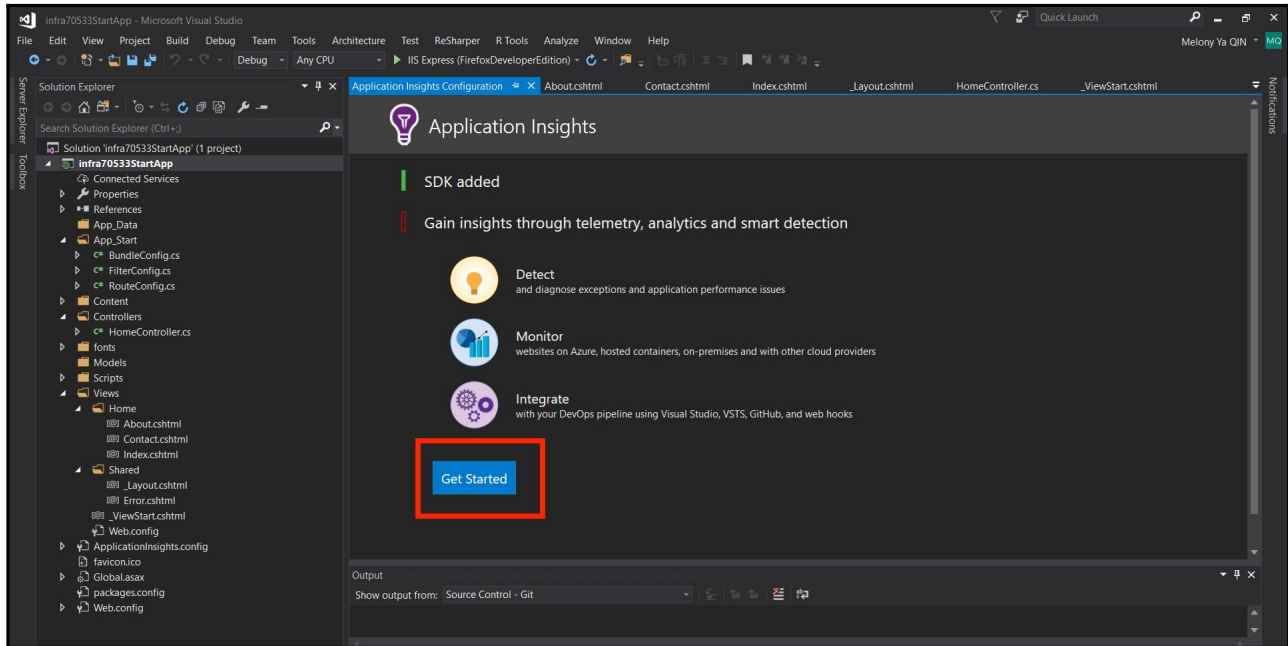 infra70533StartApp - Microsoft Visual Studio
Quick Launch
File Edit View Project Build Debug Team Tools Architecture Test ReSharper R Tools Analyze Window Help
Melony Ya QIN
MQ
Debug
Any CPU
IIS Express (FirefoxDeveloperEdition)
Server Explorer
Toolbox
Solution Explorer
Search Solution Explorer (Ctrl+;)
Solution 'infra70533StartApp' (1 project)
infra70533StartApp
Connected Services
Properties
References
App_Data
App_Start
C# BundleConfig.cs
C# FilterConfig.cs
C# RouteConfig.cs
Content
Controllers
C# HomeController.cs
fonts
Models
Scripts
Views
Home
About.cshtml
Contact.cshtml
Index.cshtml
Shared
_Layout.cshtml
Error.cshtml
_ViewStart.cshtml
Web.config
ApplicationInsights.config
favicon.ico
Global.asax
packages.config
Web.config
Application Insights Configuration About.cshtml Contact.cshtml Index.cshtml _Layout.cshtml HomeController.cs _ViewStart.cshtml
Application Insights
SDK added
Gain insights through telemetry, analytics and smart detection
Detect
and diagnose exceptions and application performance issues
Monitor
websites on Azure, hosted containers, on-premises and with other cloud providers
Integrate
with your DevOps pipeline using Visual Studio, VSTS, GitHub, and web hooks
Get Started
Output
Show output from: Source Control - Git
Notifications